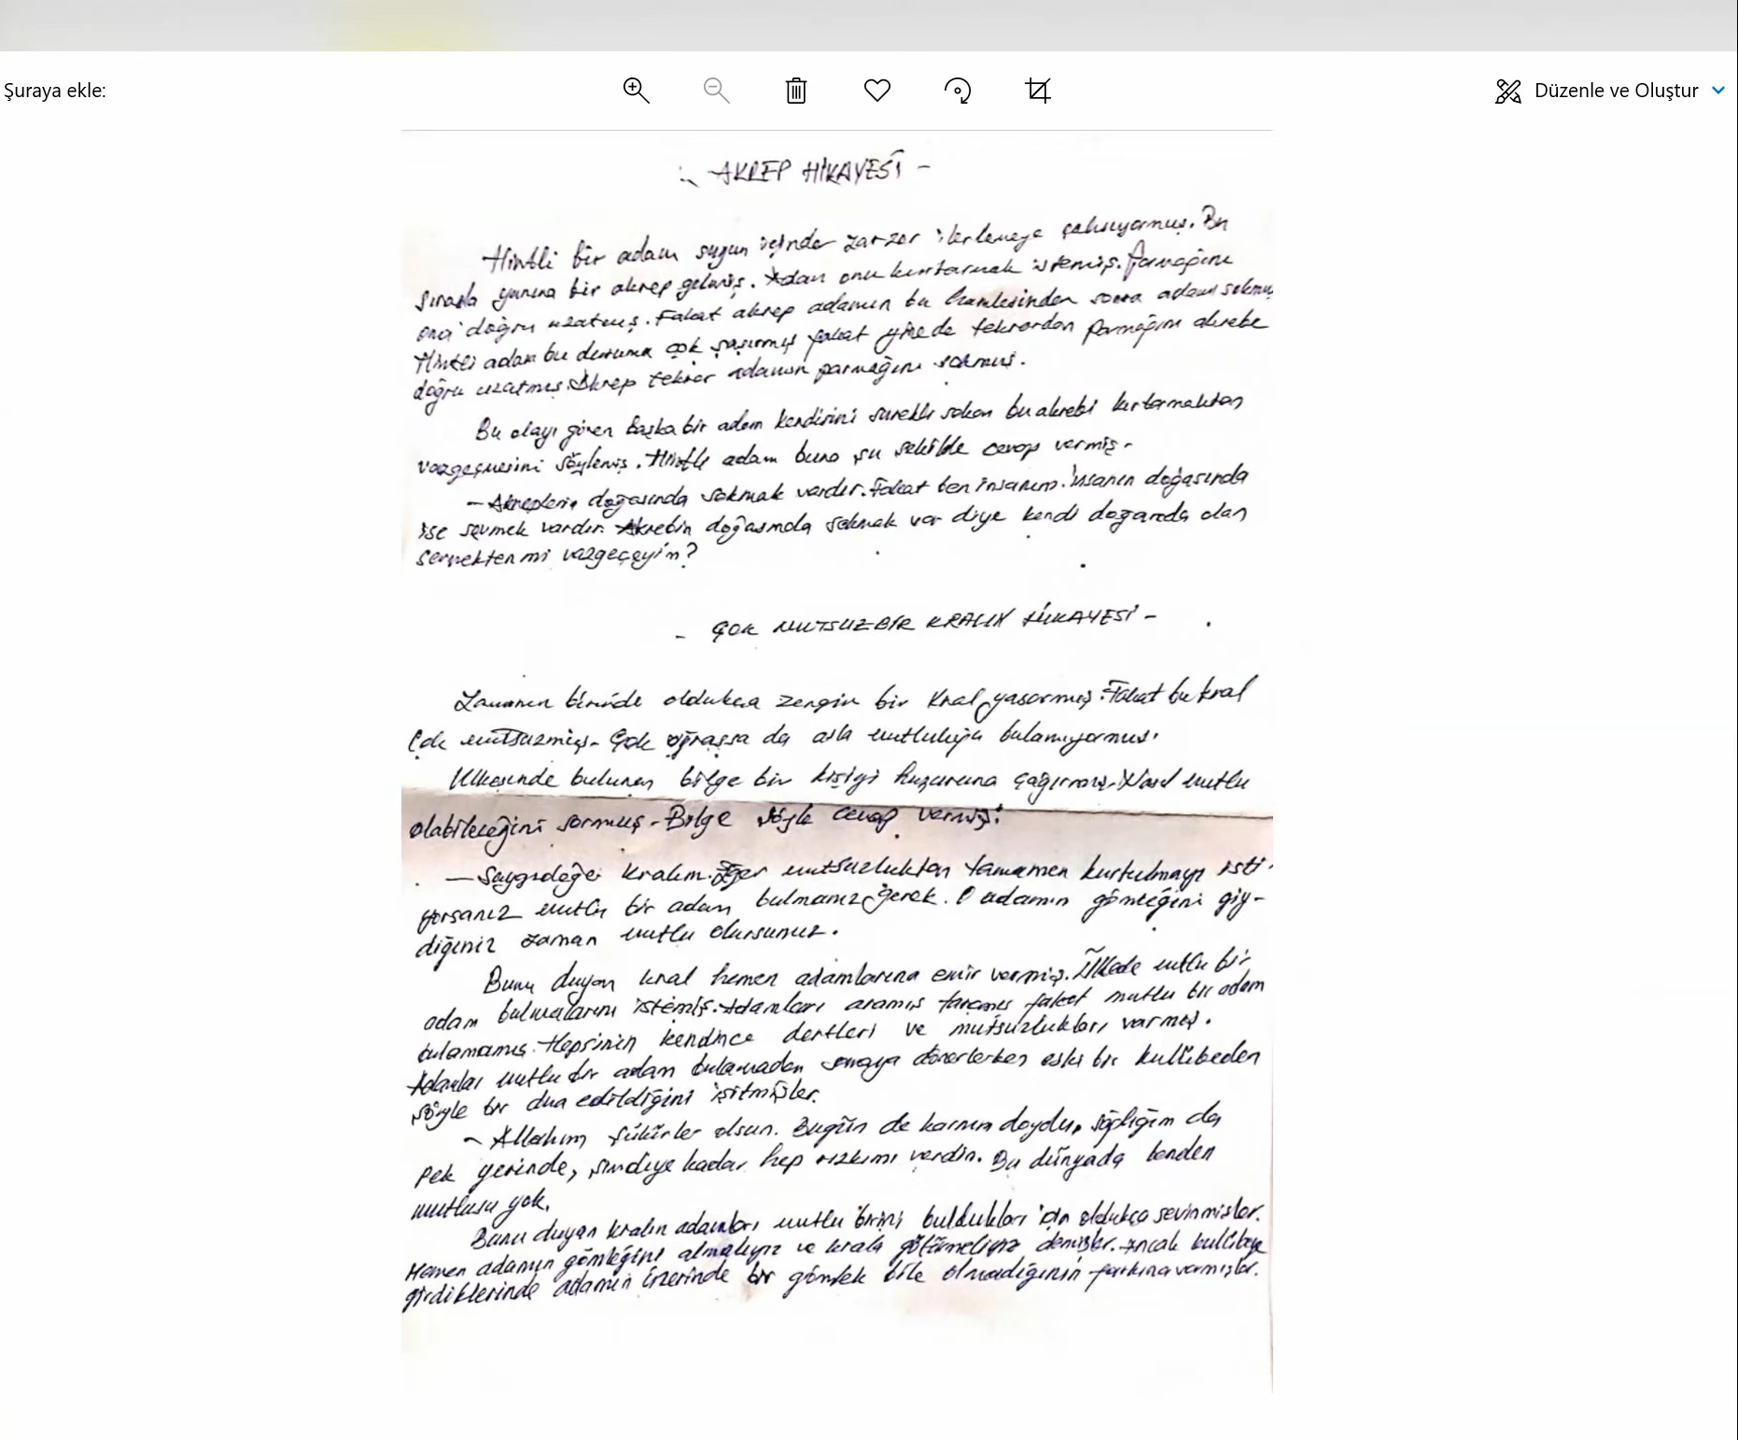 Şuraya ekle:
Düzenle ve Oluştur
- AKREP HİKAYESİ -
Hintli bir adam suyun içinde zar zor ilerlemeye çalışıyormuş. Bu
sırada yanına bir akrep gelmiş. Adam onu kurtarmak istemiş. Parmağını
ona doğru uzatmış. Fakat akrep adamın bu hamlesinden sonra adamı sokmuş
Hintli adam bu duruma çok şaşırmış fakat yine de tekrardan parmağını akrebe
doğru uzatmış. Akrep tekrar adamın parmağını sokmuş.
Bu olayı gören başka bir adam kendisini sürekli sokan bu akrebi kurtarmaktan
vazgeçmesini söylemiş. Hintli adam buna şu şekilde cevap vermiş-
- Akreplerin doğasında sokmak vardır. Fakat ben insanım. İnsanın doğasında
ise sevmek vardır. Akrebin doğasında sokmak var diye kendi doğamda olan
sevmekten mi vazgeçeyim?
- ÇOK MUTSUZ BİR KRALIN HİKAYESİ -
Zamanın birinde oldukça zengin bir kral yaşarmış. Fakat bu kral
Çok mutsuzmuş. Çok uğraşsa da asla mutluluğu bulamıyormuş.
Ülkesinde bulunan bilge bir kişiyi huzuruna çağırmış. Nasıl mutlu
olabileceğini sormuş. Bilge şöyle cevap vermiş:
- Saygıdeğer kralım. Eğer mutsuzluktan tamamen kurtulmayı isti-
yorsanız mutlu bir adam bulmanız gerek. O adamın gömleğini giy-
diğiniz zaman mutlu olursunuz.
Bunu duyan kral hemen adamlarına emir vermiş. Ülkede mutlu bir
adam bulmalarını istemiş. Adamları aramış taramış fakat mutlu bir adam
bulamamış. Hepsinin kendince dertleri ve mutsuzlukları varmış.
Adamlar mutlu bir adam bulamadan saraya dönerlerken eski bir kulübeden
şöyle bir dua edildiğini işitmişler.
- Allahım şükürler olsun. Bugün de karnım doydu, sağlığım da
pek yerinde, şimdiye kadar hep rızkımı verdin. Bu dünyada benden
mutlusu yok.
Bunu duyan kralın adamları mutlu birini buldukları için oldukça sevinmişler.
Hemen adamın gömleğini almalıyız ve krala götürmeliyiz demişler. Ancak kulübeye
girdiklerinde adamın üzerinde bir gömlek bile olmadığının farkına varmışlar.